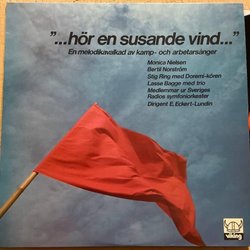 "...hör en susande vind..."
En melodikavalkad av kamp- och arbetarsånger
Monica Nielsen
Bertil Norström
Stig Ring med Doremi-kören
Lasse Bagge med trio
Medlemmar ur Sveriges
Radios symfoniorkester
Dirigent E. Eckert-Lundin
viking